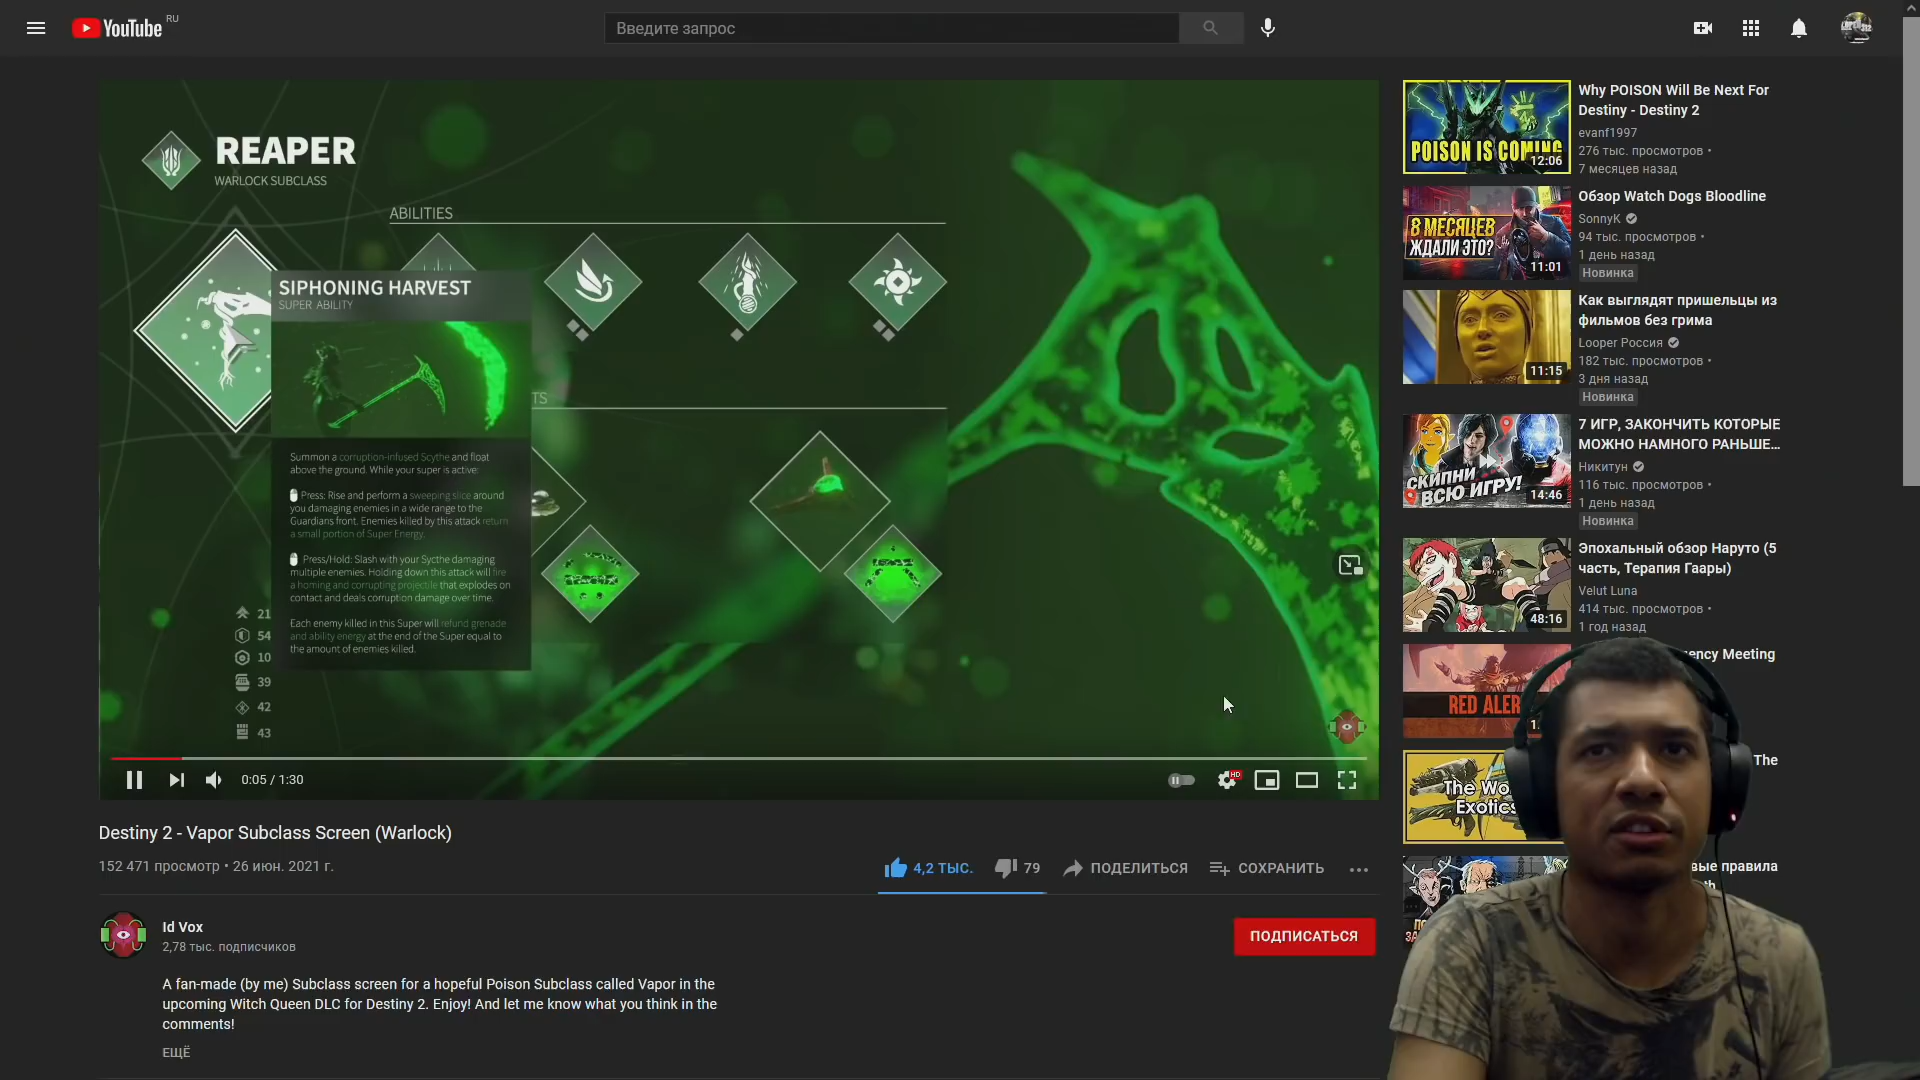 YouTube RU
Введите запрос
REAPER
WARLOCK SUBCLASS
ABILITIES
SIPHONING HARVEST
SUPER ABILITY
TS
Summon a corruption-infused Scythe and float
above the ground. While your super is active:
Press: Rise and perform a sweeping slice around
you damaging enemies in a wide range to the
Guardians front. Enemies killed by this attack return
a small portion of Super Energy.
Press/Hold: Slash with your Scythe damaging
multiple enemies. Holding down this attack will fire
a homing and corrupting projectile that explodes on
contact and deals corruption damage over time.
Each enemy killed in this Super will refund grenade
and ability energy at the end of the Super equal to
the amount of enemies killed.
21
54
10
39
42
43
0:05 / 1:30
HD
Destiny 2 - Vapor Subclass Screen (Warlock)
152 471 просмотр • 26 июн. 2021 г.
4,2 ТЫС.
79
ПОДЕЛИТЬСЯ
СОХРАНИТЬ
Id Vox
2,78 тыс. подписчиков
ПОДПИСАТЬСЯ
A fan-made (by me) Subclass screen for a hopeful Poison Subclass called Vapor in the
upcoming Witch Queen DLC for Destiny 2. Enjoy! And let me know what you think in the
comments!
ЕЩЁ
POISON IS COMING
12:06
Why POISON Will Be Next For
Destiny - Destiny 2
evanf1997
276 тыс. просмотров •
7 месяцев назад
8 МЕСЯЦЕВ
ЖДАЛИ ЭТО?
11:01
Обзор Watch Dogs Bloodline
SonnyK
94 тыс. просмотров •
1 день назад
Новинка
11:15
Как выглядят пришельцы из
фильмов без грима
Looper Россия
182 тыс. просмотров •
3 дня назад
Новинка
СКИПНИ
ВСЮ ИГРУ!
14:46
7 ИГР, ЗАКОНЧИТЬ КОТОРЫЕ
МОЖНО НАМНОГО РАНЬШЕ...
Никитун
116 тыс. просмотров •
1 день назад
Новинка
48:16
Эпохальный обзор Наруто (5
часть, Терапия Гаары)
Velut Luna
414 тыс. просмотров •
1 год назад
RED ALER
ency Meeting
The Wo
Exotics
The
вые правила